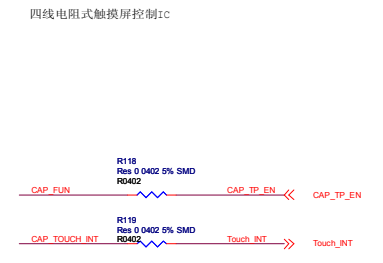 四线电阻式触摸屏控制IC
R118
Res 0 0402 5% SMD
R0402
CAP_FUN CAP_TP_EN CAP_TP_EN
R119
Res 0 0402 5% SMD
R0402
CAP_TOUCH_INT Touch_INT Touch_INT